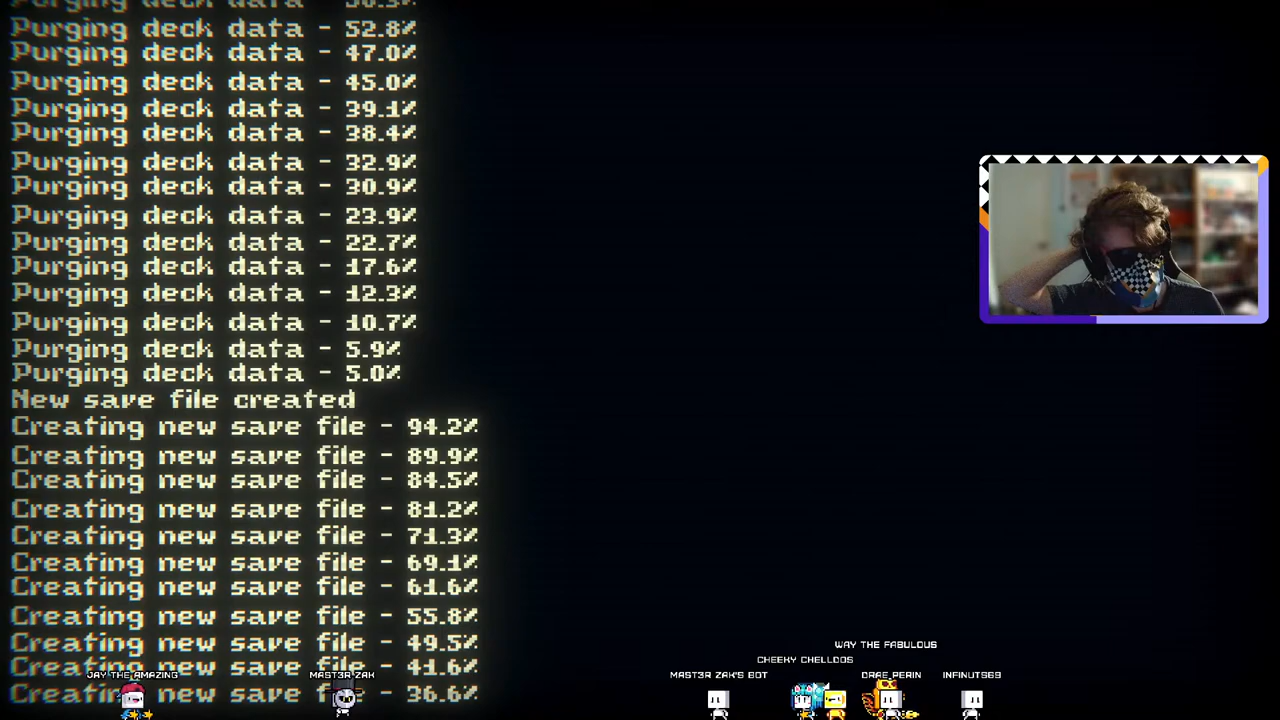 Purging deck data - 52.8%
Purging deck data - 47.0%
Purging deck data - 45.0%
Purging deck data - 39.1%
Purging deck data - 38.4%
Purging deck data - 32.9%
Purging deck data - 30.9%
Purging deck data - 23.9%
Purging deck data - 22.7%
Purging deck data - 17.6%
Purging deck data - 12.3%
Purging deck data - 10.7%
Purging deck data - 5.9%
Purging deck data - 5.0%
New save file created
Creating new save file - 94.2%
Creating new save file - 89.9%
Creating new save file - 84.5%
Creating new save file - 81.2%
Creating new save file - 71.3%
Creating new save file - 69.1%
Creating new save file - 61.6%
Creating new save file - 55.8%
Creating new save file - 49.5%
Creating new save file - 41.6%
Creating new save file - 36.6%
WAY THE FABULOUS
CHEEKY CHELLDOS
JAY THE AMAZING
MAST3R ZAK
MAST3R ZAK'S BOT
DRAE_PERIN
INFINUTS69